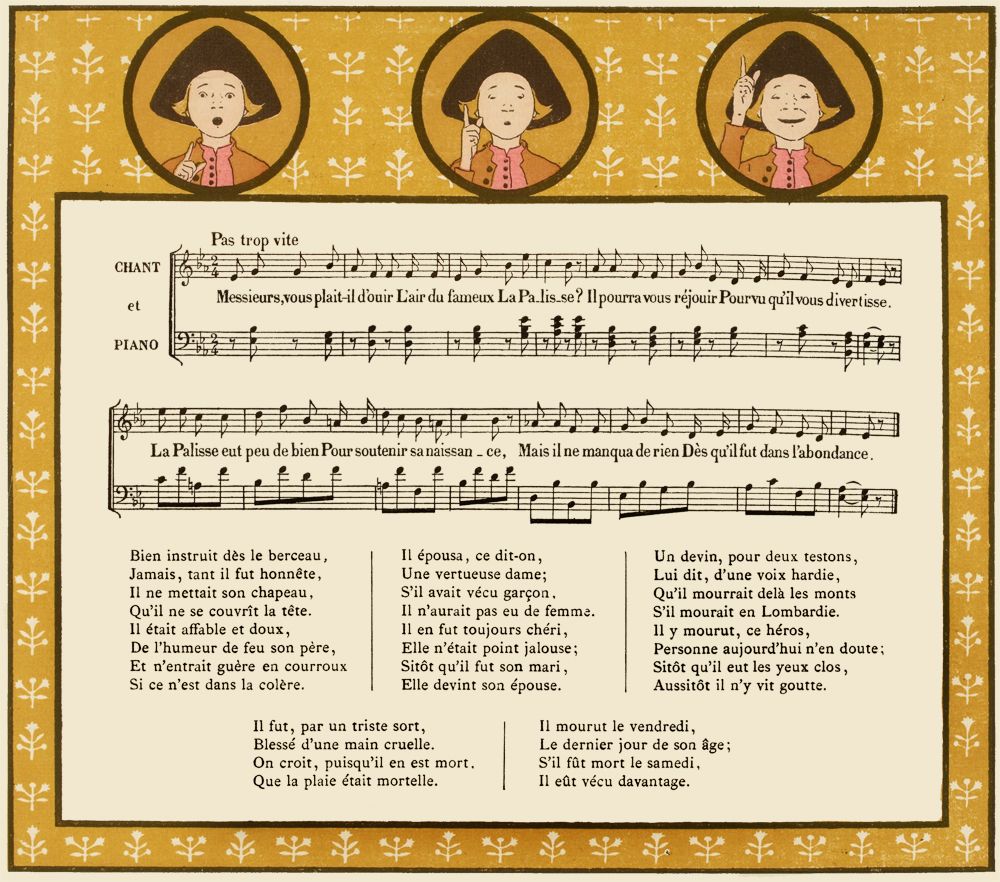 Pas trop vite
CHANT
et
PIANO
Messieurs, vous plait-il d'ouir L'air du fameux La Pa_lis_se? Il pourra vous réjouir Pourvu qu'il vous divertisse.
La Palisse eut peu de bien Pour soutenir sa naissan_ce, Mais il ne manqua de rien Dès qu'il fut dans l'abondance.
Bien instruit dès le berceau,
Jamais, tant il fut honnête,
Il ne mettait son chapeau,
Qu'il ne se couvrît la tête.
Il était affable et doux,
De l'humeur de feu son père,
Et n'entrait guère en courroux
Si ce n'est dans la colère.
Il épousa, ce dit-on,
Une vertueuse dame;
S'il avait vécu garçon,
Il n'aurait pas eu de femme.
Il en fut toujours chéri,
Elle n'était point jalouse;
Sitôt qu'il fut son mari,
Elle devint son épouse.
Un devin, pour deux testons,
Lui dit, d'une voix hardie,
Qu'il mourrait delà les monts
S'il mourait en Lombardie.
Il y mourut, ce héros,
Personne aujourd'hui n'en doute;
Sitôt qu'il eut les yeux clos,
Aussitôt il n'y vit goutte.
Il fut, par un triste sort,
Blessé d'une main cruelle.
On croit, puisqu'il en est mort,
Que la plaie était mortelle.
Il mourut le vendredi,
Le dernier jour de son âge;
S'il fût mort le samedi,
Il eût vécu davantage.